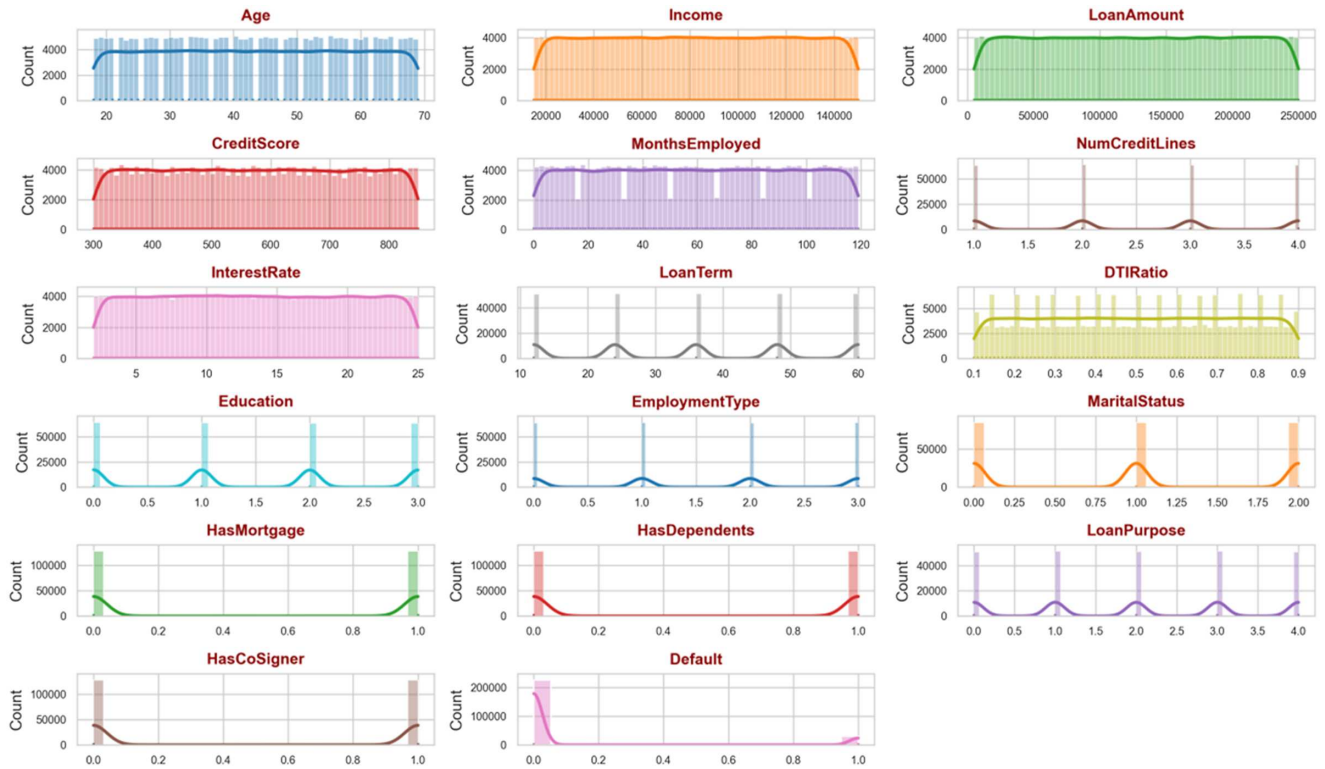 Age
Income
LoanAmount
Count
4000
2000
0
20 30 40 50 60 70
Count
4000
2000
0
20000 40000 60000 80000 100000 120000 140000
Count
4000
2000
0
0 50000 100000 150000 200000 250000
CreditScore
MonthsEmployed
NumCreditLines
Count
4000
2000
0
300 400 500 600 700 800
Count
4000
2000
0
0 20 40 60 80 100 120
Count
50000
25000
0
1.0 1.5 2.0 2.5 3.0 3.5 4.0
InterestRate
LoanTerm
DTIRatio
Count
4000
2000
0
5 10 15 20 25
Count
40000
20000
0
10 20 30 40 50 60
Count
5000
2500
0
0.1 0.2 0.3 0.4 0.5 0.6 0.7 0.8 0.9
Education
EmploymentType
MaritalStatus
Count
50000
25000
0
0.0 0.5 1.0 1.5 2.0 2.5 3.0
Count
50000
25000
0
0.0 0.5 1.0 1.5 2.0 2.5 3.0
Count
50000
0
0.00 0.25 0.50 0.75 1.00 1.25 1.50 1.75 2.00
HasMortgage
HasDependents
LoanPurpose
Count
100000
50000
0
0.0 0.2 0.4 0.6 0.8 1.0
Count
100000
50000
0
0.0 0.2 0.4 0.6 0.8 1.0
Count
40000
20000
0
0.0 0.5 1.0 1.5 2.0 2.5 3.0 3.5 4.0
HasCoSigner
Default
Count
100000
50000
0
0.0 0.2 0.4 0.6 0.8 1.0
Count
200000
100000
0
0.0 0.2 0.4 0.6 0.8 1.0